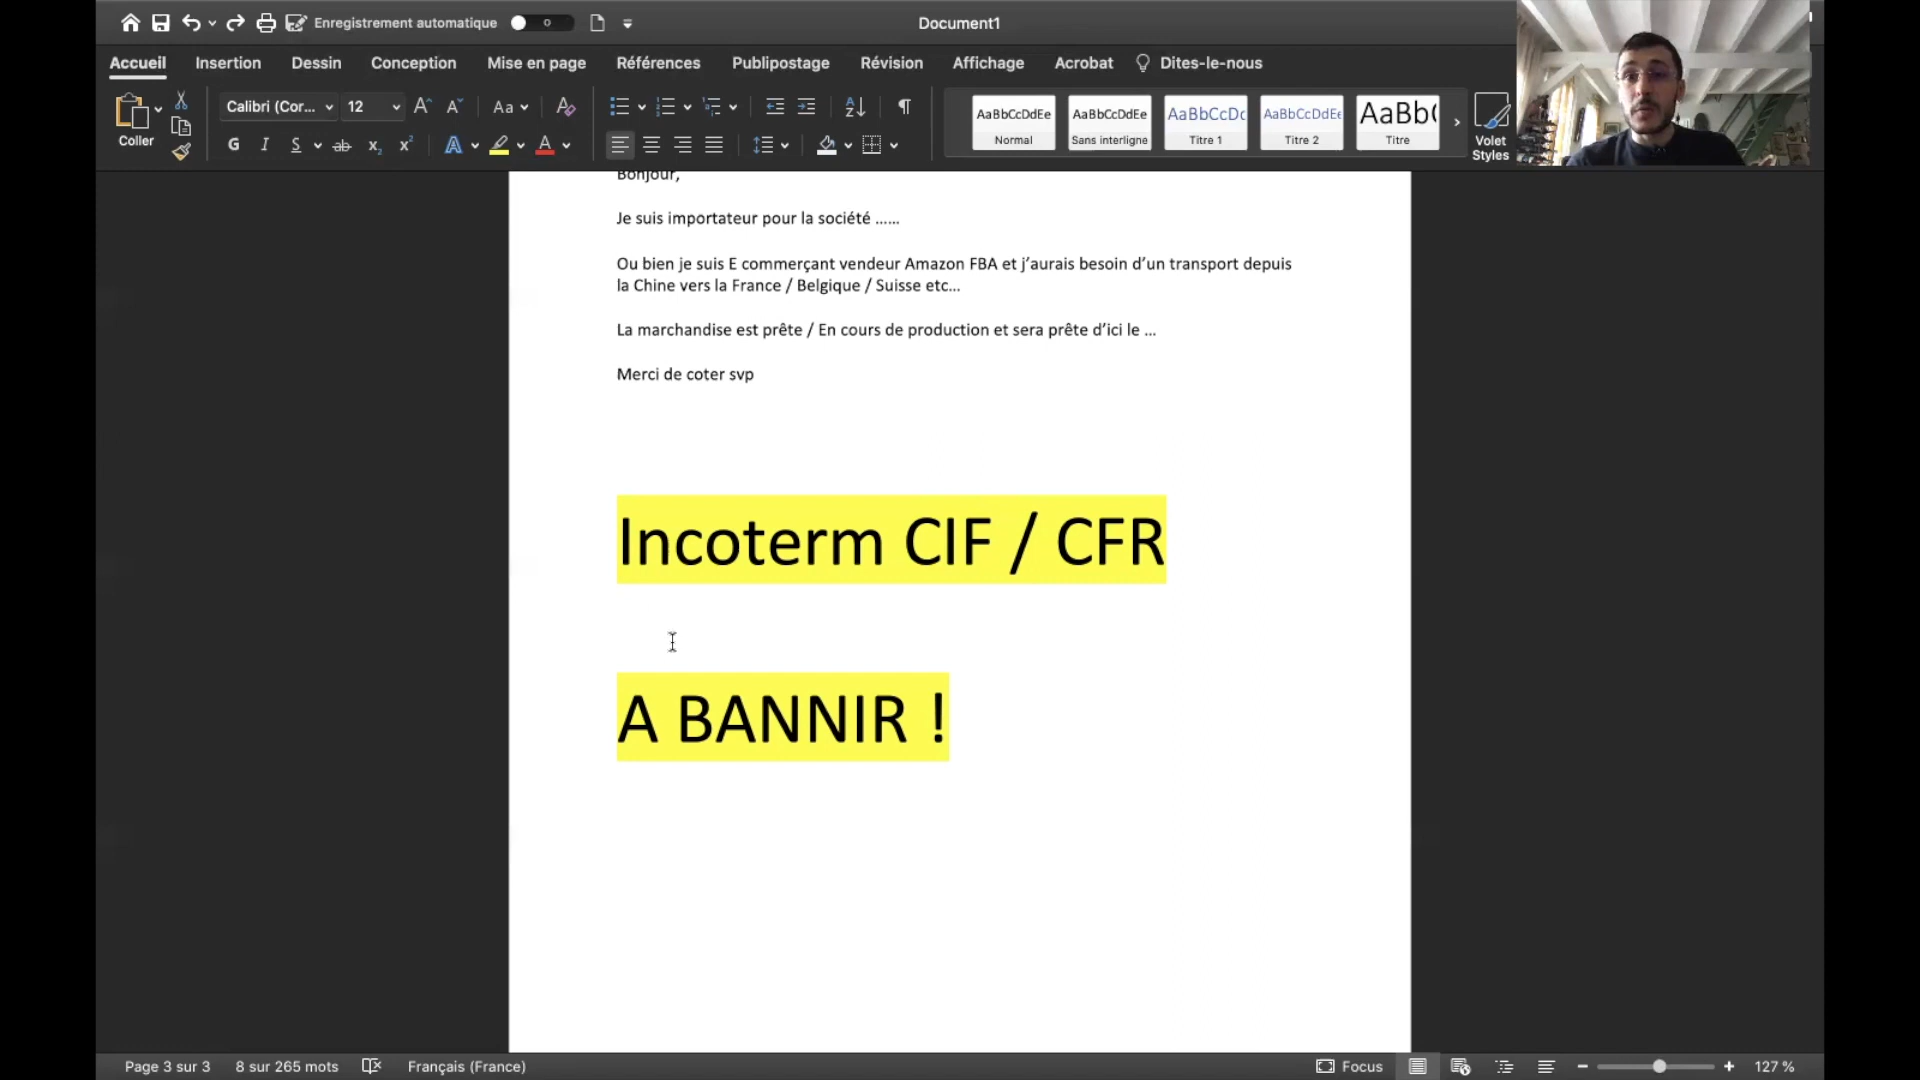 Enregistrement automatique
Document1
Accueil Insertion Dessin Conception Mise en page Références Publipostage Révision Affichage Acrobat Dites-le-nous
Coller
Calibri (Cor... 12
Aa
G I S ab x₂ x²
AaBbCcDdEe AaBbCcDdEe AaBbCcDc AaBbCcDdEe AaBb(
Normal Sans interligne Titre 1 Titre 2 Titre
Volet
Styles
Bonjour,
Je suis importateur pour la société ……
Ou bien je suis E commerçant vendeur Amazon FBA et j’aurais besoin d’un transport depuis
la Chine vers la France / Belgique / Suisse etc…
La marchandise est prête / En cours de production et sera prête d’ici le …
Merci de coter svp
Incoterm CIF / CFR
A BANNIR !
Page 3 sur 3 8 sur 265 mots Français (France) Focus 127 %